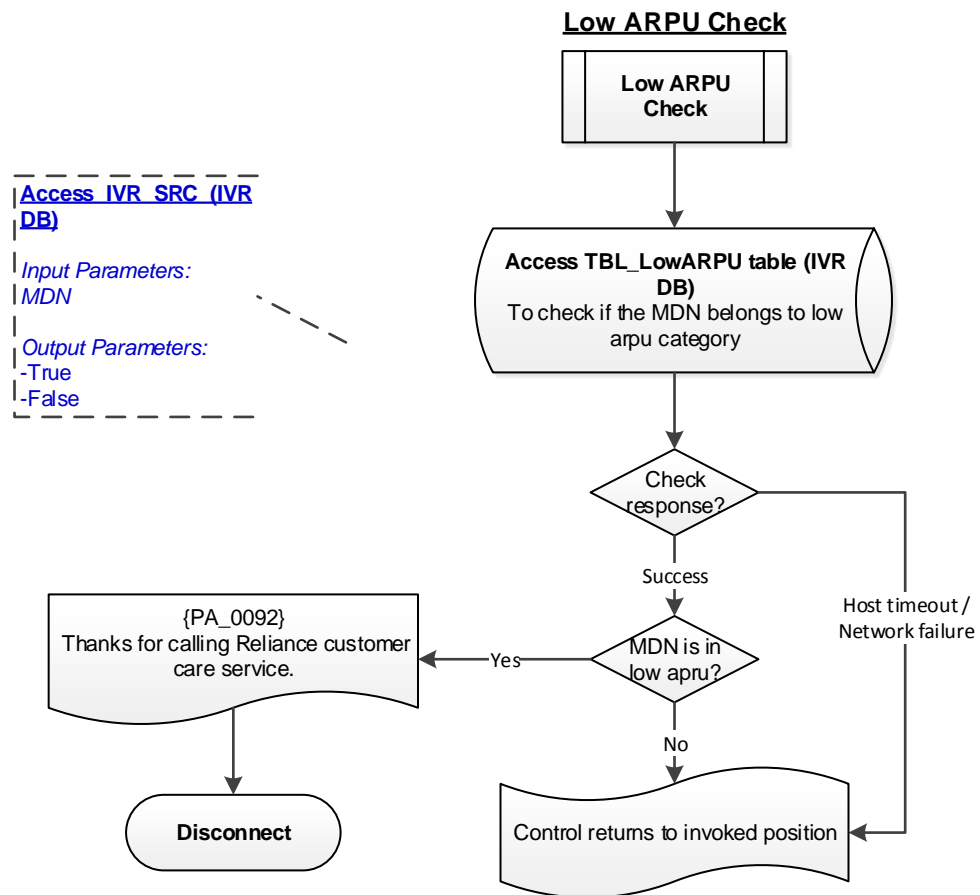 Low ARPU Check
Low ARPU
Check
Access IVR_SRC (IVR
DB)
Input Parameters:
MDN
Output Parameters:
-True
-False
Access TBL_LowARPU table (IVR
DB)
To check if the MDN belongs to low
arpu category
Check
response?
Success
Host timeout /
Network failure
{PA_0092}
Thanks for calling Reliance customer
care service.
Yes
MDN is in
low apru?
No
Disconnect
Control returns to invoked position